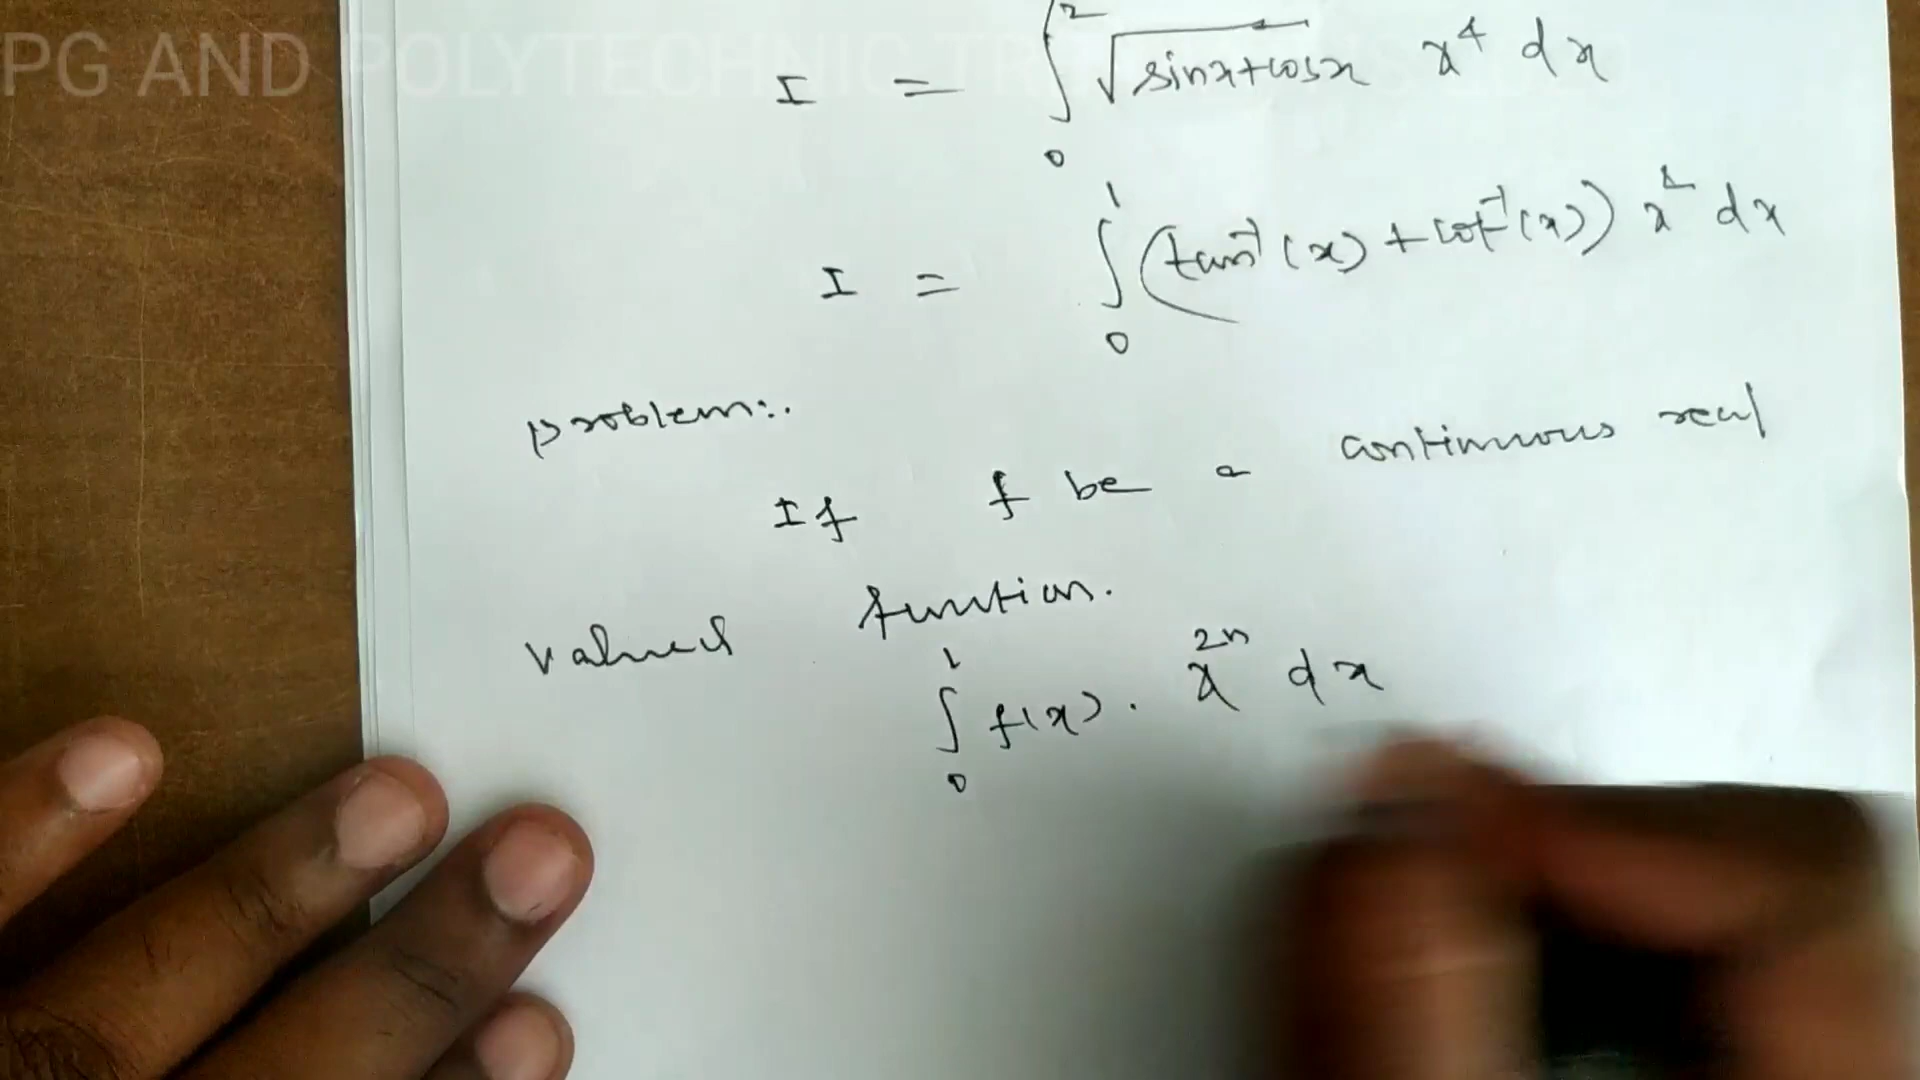 PG AND POLYTECHNIC TR
I = ∫₀² √(sinx+cosx) x⁴ dx
I = ∫₀¹ (tan⁻¹(x) + cot⁻¹(x)) x² dx
problem:.
If f be a continuous real
valued function.
∫₀¹ f(x) . x²ⁿ dx